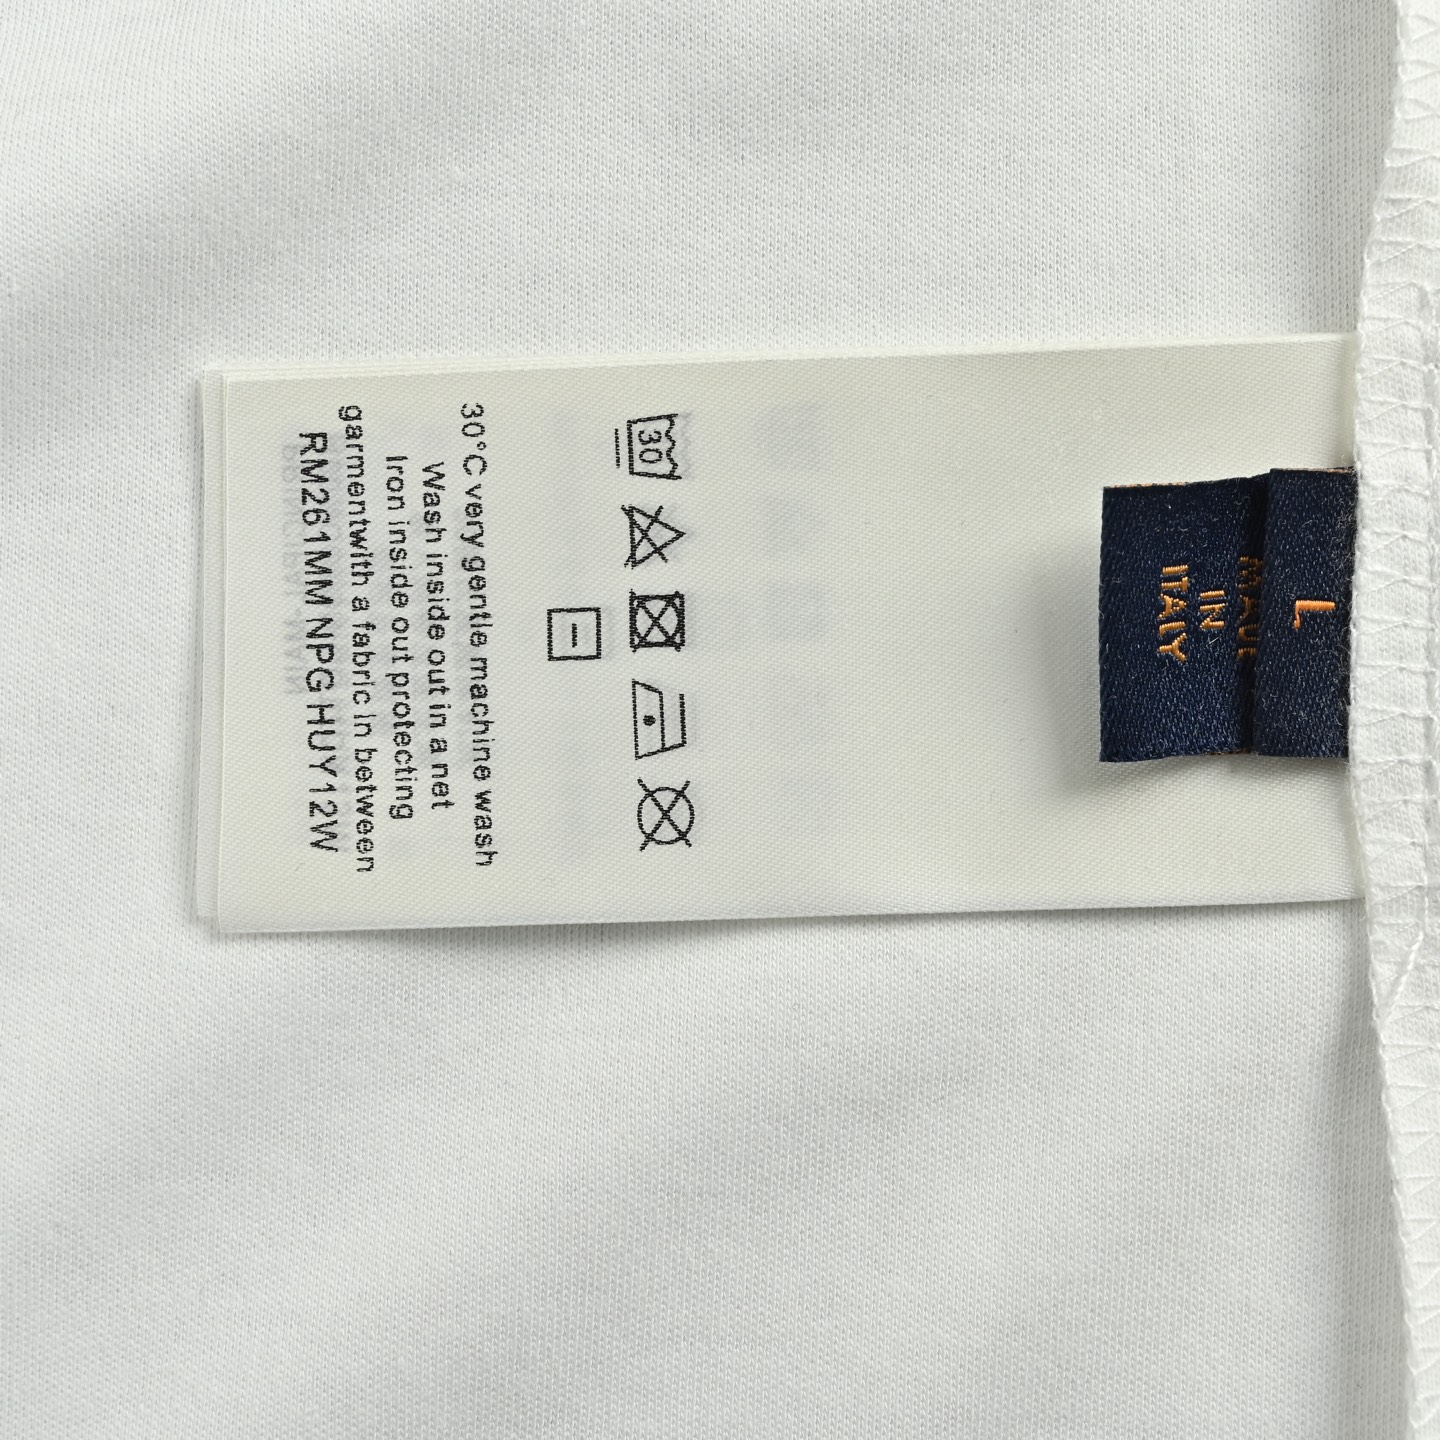 L
MADE
IN
ITALY
30
30°C very gentle machine wash
Wash inside out in a net
Iron inside out protecting
garmentwith a fabric in between
RM261MM NPG HUY12W